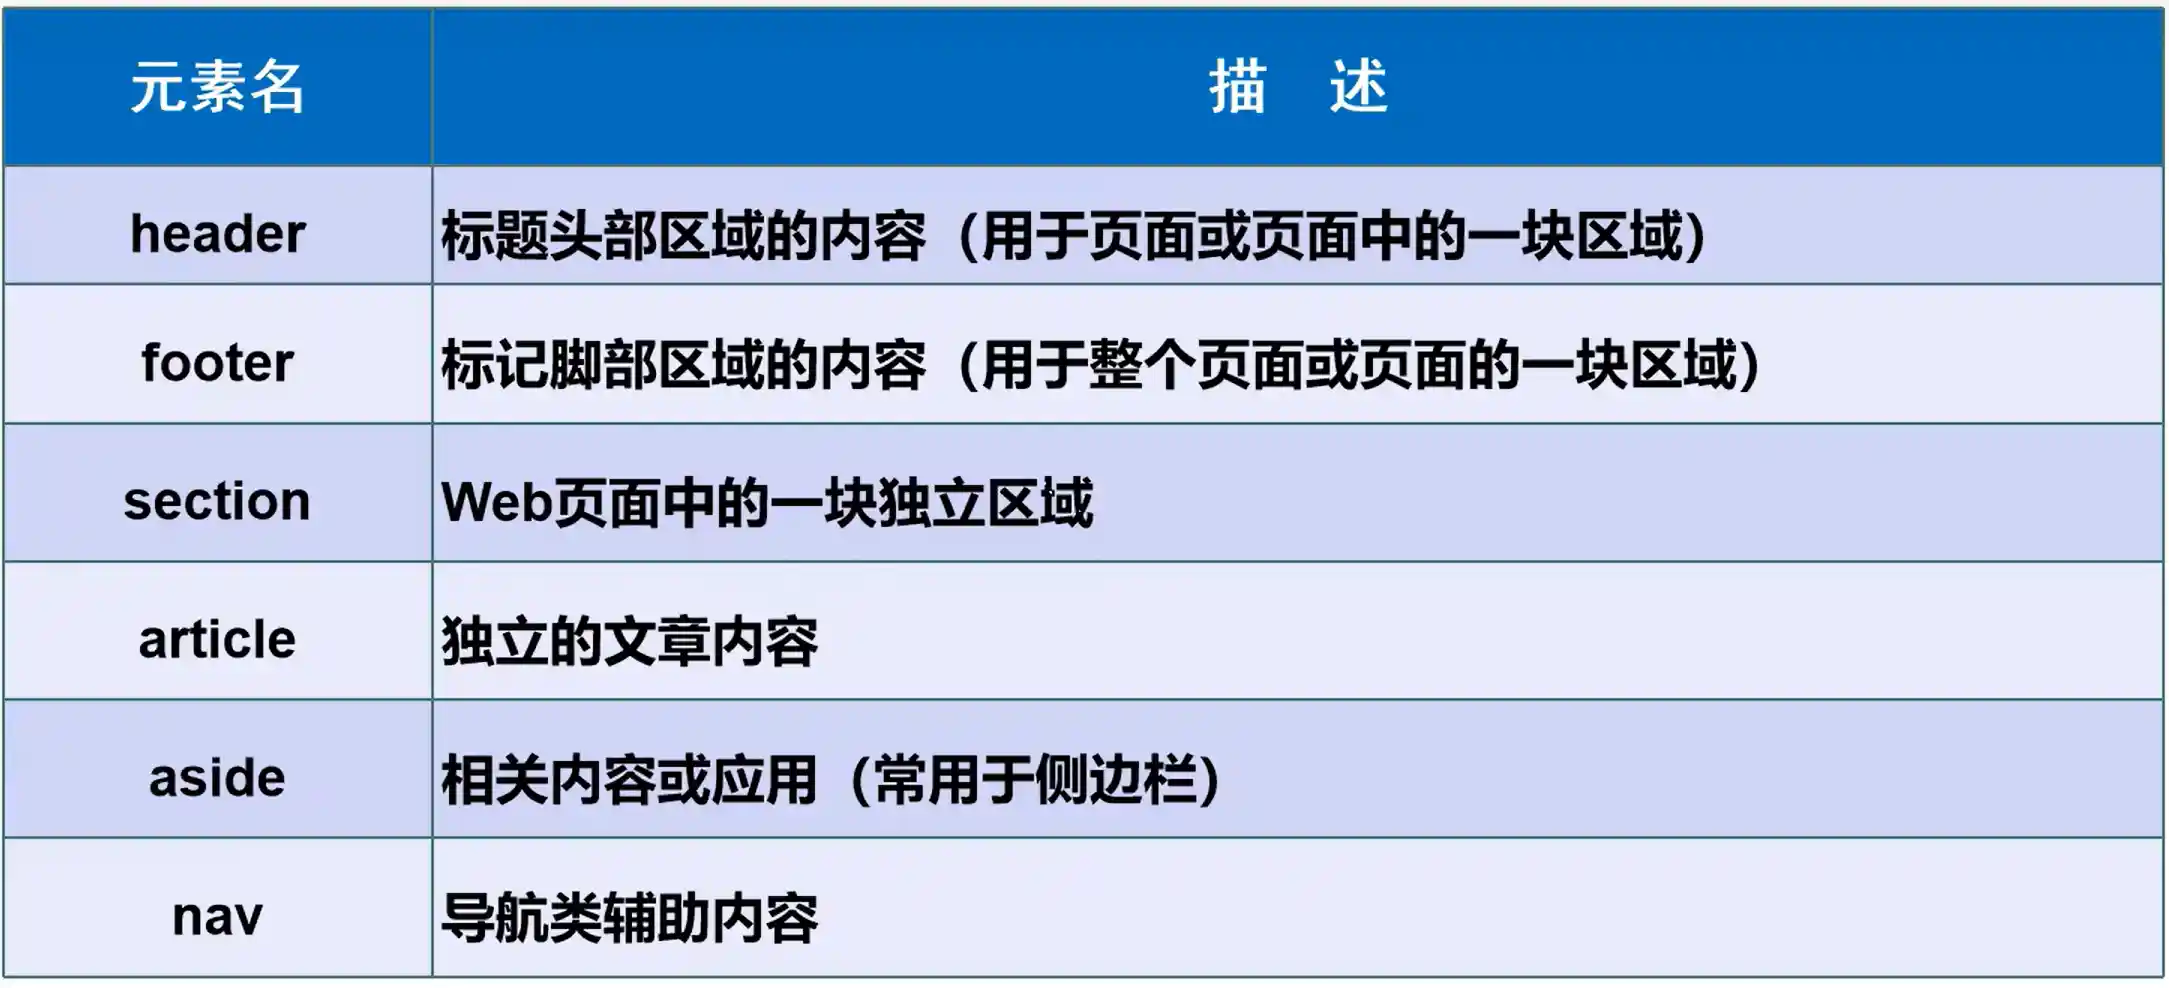 元素名 描 述
header 标题头部区域的内容（用于页面或页面中的一块区域）
footer 标记脚部区域的内容（用于整个页面或页面的一块区域）
section Web页面中的一块独立区域
article 独立的文章内容
aside 相关内容或应用（常用于侧边栏）
nav 导航类辅助内容